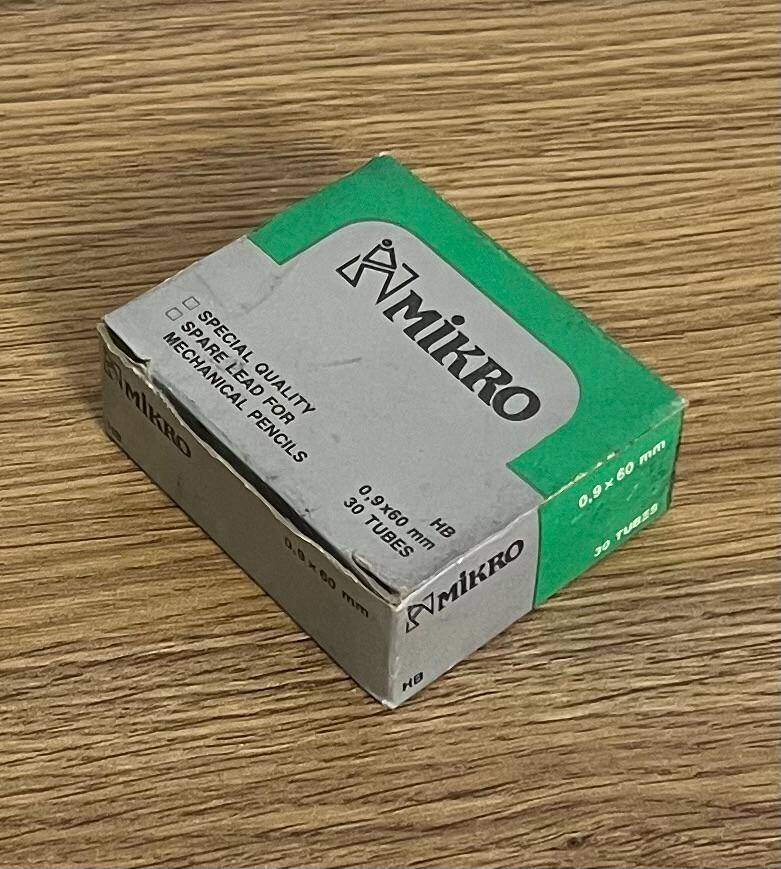 MiKRO
SPECIAL QUALITY
SPARE LEAD FOR
MECHANICAL PENCILS
HB
0,9x60 mm
30 TUBES
MiKRO
0.9 x 60 mm
MiKRO
HB
0,9 x 60 mm
30 TUBES